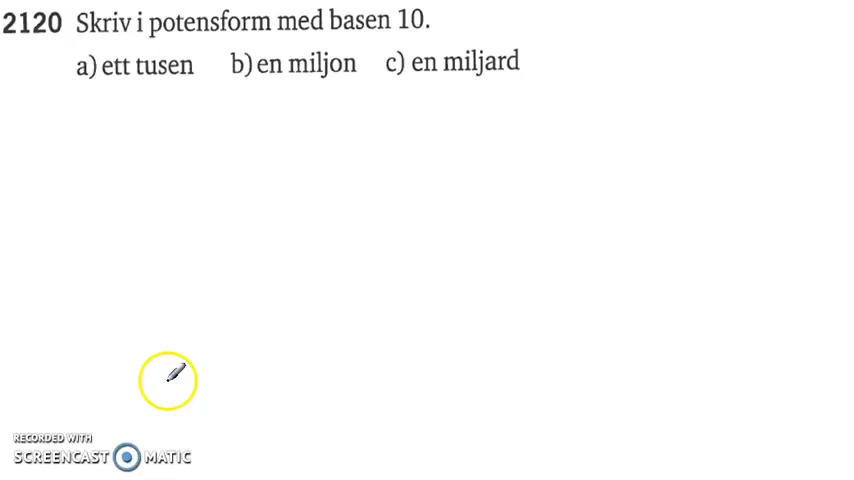 2120 Skriv i potensform med basen 10.
a) ett tusen b) en miljon c) en miljard
RECORDED WITH
SCREENCAST MATIC